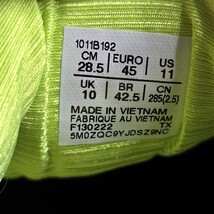 1011B192
CM EURO US
28.5 45 11
UK BR CN
10 42.5 285(2.5)
MADE IN VIETNAM
FABRIQUE AU VIETNAM
F130222 TX
5M0ZQC9YJDSZ9NC